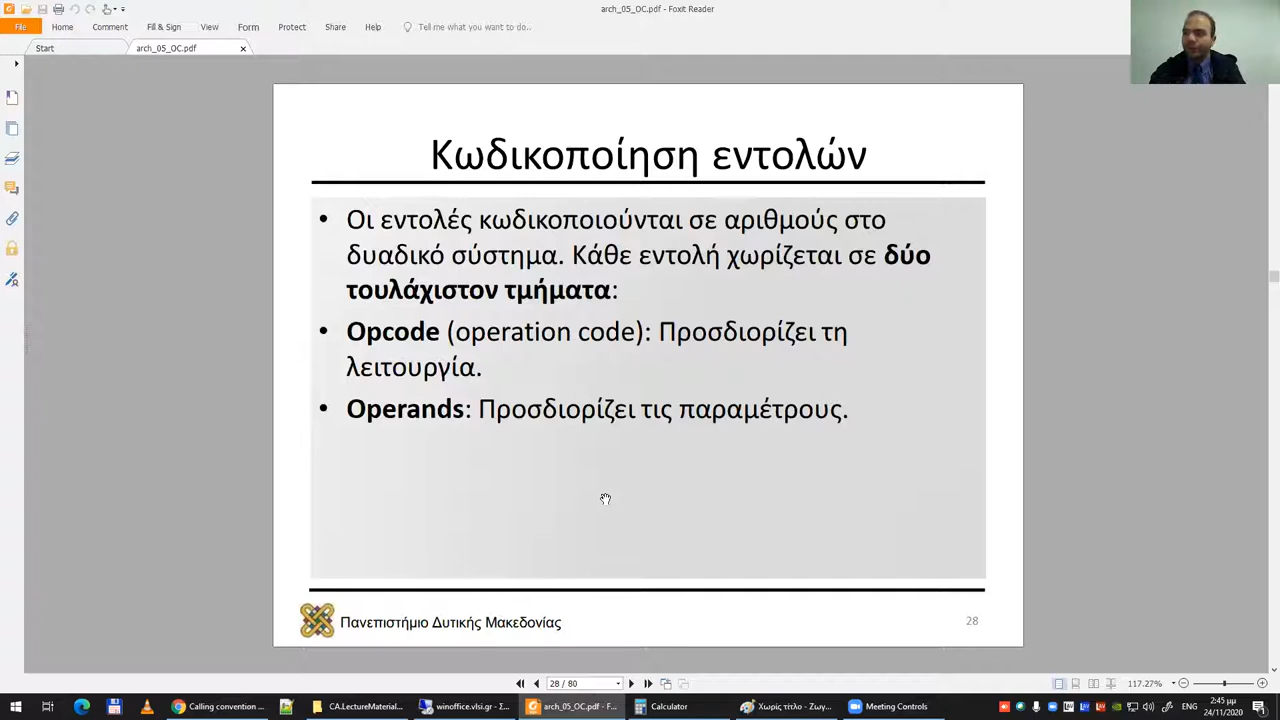 arch_05_OC.pdf - Foxit Reader
File Home Comment Fill & Sign View Form Protect Share Help Tell me what you want to do..
Start arch_05_OC.pdf
Κωδικοποίηση εντολών
• Οι εντολές κωδικοποιούνται σε αριθμούς στο
δυαδικό σύστημα. Κάθε εντολή χωρίζεται σε δύο
τουλάχιστον τμήματα:
• Opcode (operation code): Προσδιορίζει τη
λειτουργία.
• Operands: Προσδιορίζει τις παραμέτρους.
Πανεπιστήμιο Δυτικής Μακεδονίας 28
28 / 80 117.27%
Calling convention ... CA.LectureMaterial... winoffice.vlsi.gr - Σ... arch_05_OC.pdf - F... Calculator Χωρίς τίτλο - Ζωγ... Meeting Controls
2:45 μμ
24/11/2020